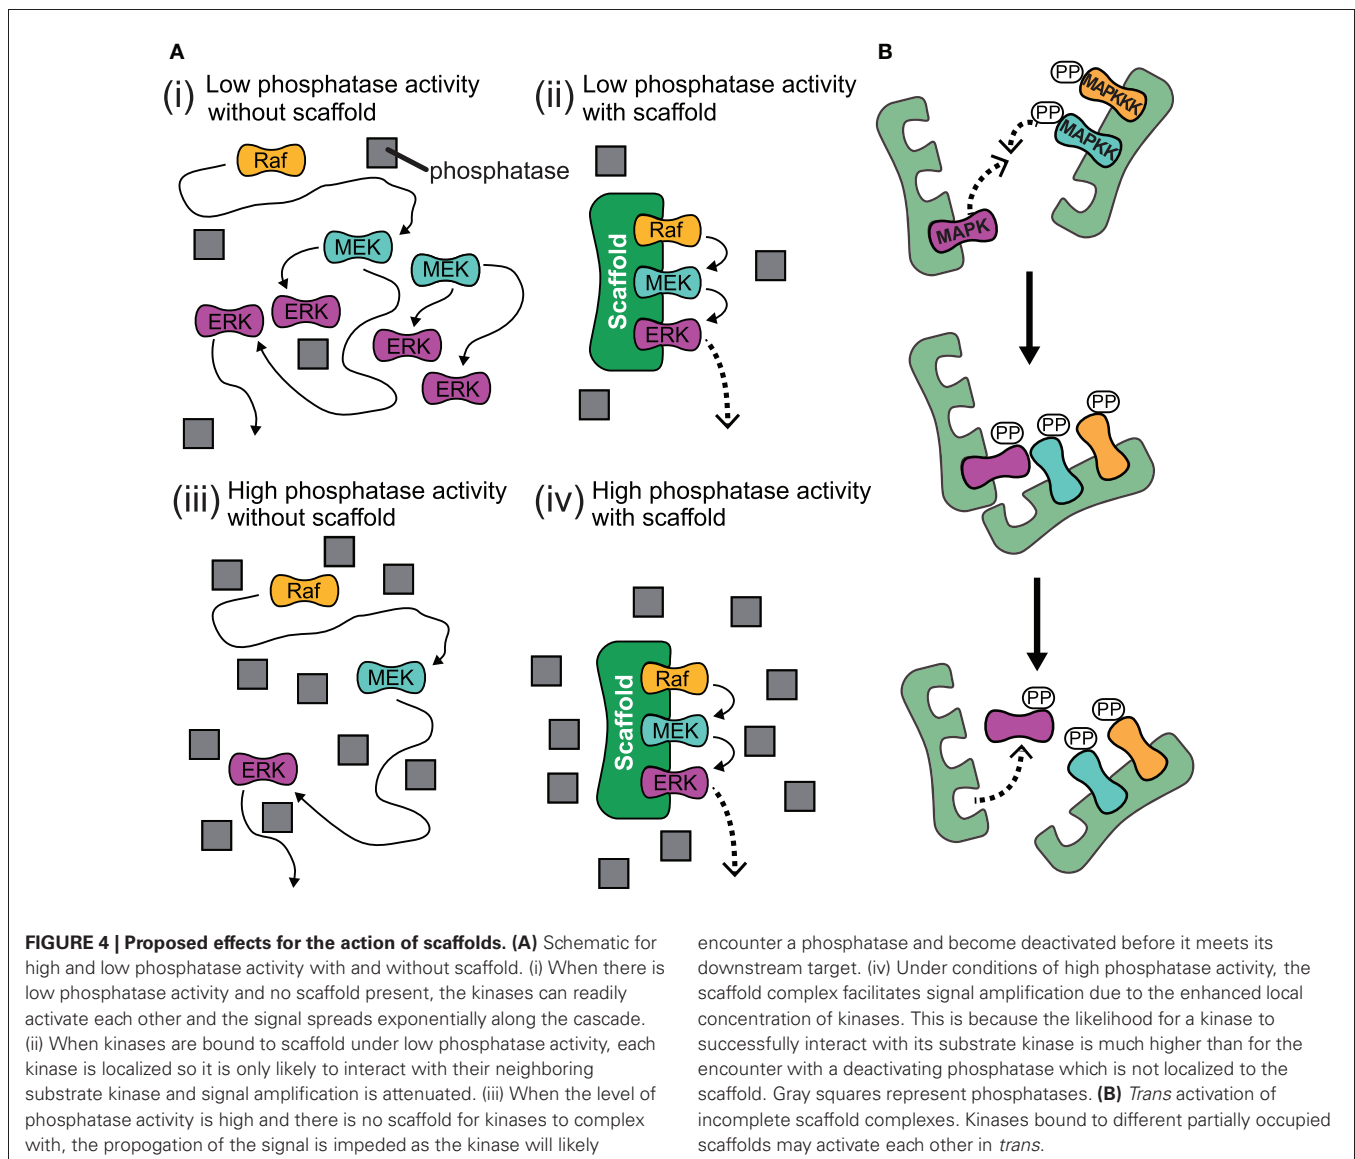 A
(i) Low phosphatase activity
without scaffold
Raf
phosphatase
MEK
MEK
ERK
ERK
ERK
ERK
(ii) Low phosphatase activity
with scaffold
Scaffold
Raf
MEK
ERK
(iii) High phosphatase activity
without scaffold
Raf
MEK
ERK
(iv) High phosphatase activity
with scaffold
Scaffold
Raf
MEK
ERK
B
PP
MAPKKK
PP
MAPKK
MAPK
PP
PP
PP
PP
PP
PP
FIGURE 4 | Proposed effects for the action of scaffolds. (A) Schematic for
high and low phosphatase activity with and without scaffold. (i) When there is
low phosphatase activity and no scaffold present, the kinases can readily
activate each other and the signal spreads exponentially along the cascade.
(ii) When kinases are bound to scaffold under low phosphatase activity, each
kinase is localized so it is only likely to interact with their neighboring
substrate kinase and signal amplification is attenuated. (iii) When the level of
phosphatase activity is high and there is no scaffold for kinases to complex
with, the propogation of the signal is impeded as the kinase will likely
encounter a phosphatase and become deactivated before it meets its
downstream target. (iv) Under conditions of high phosphatase activity, the
scaffold complex facilitates signal amplification due to the enhanced local
concentration of kinases. This is because the likelihood for a kinase to
successfully interact with its substrate kinase is much higher than for the
encounter with a deactivating phosphatase which is not localized to the
scaffold. Gray squares represent phosphatases. (B) Trans activation of
incomplete scaffold complexes. Kinases bound to different partially occupied
scaffolds may activate each other in trans.